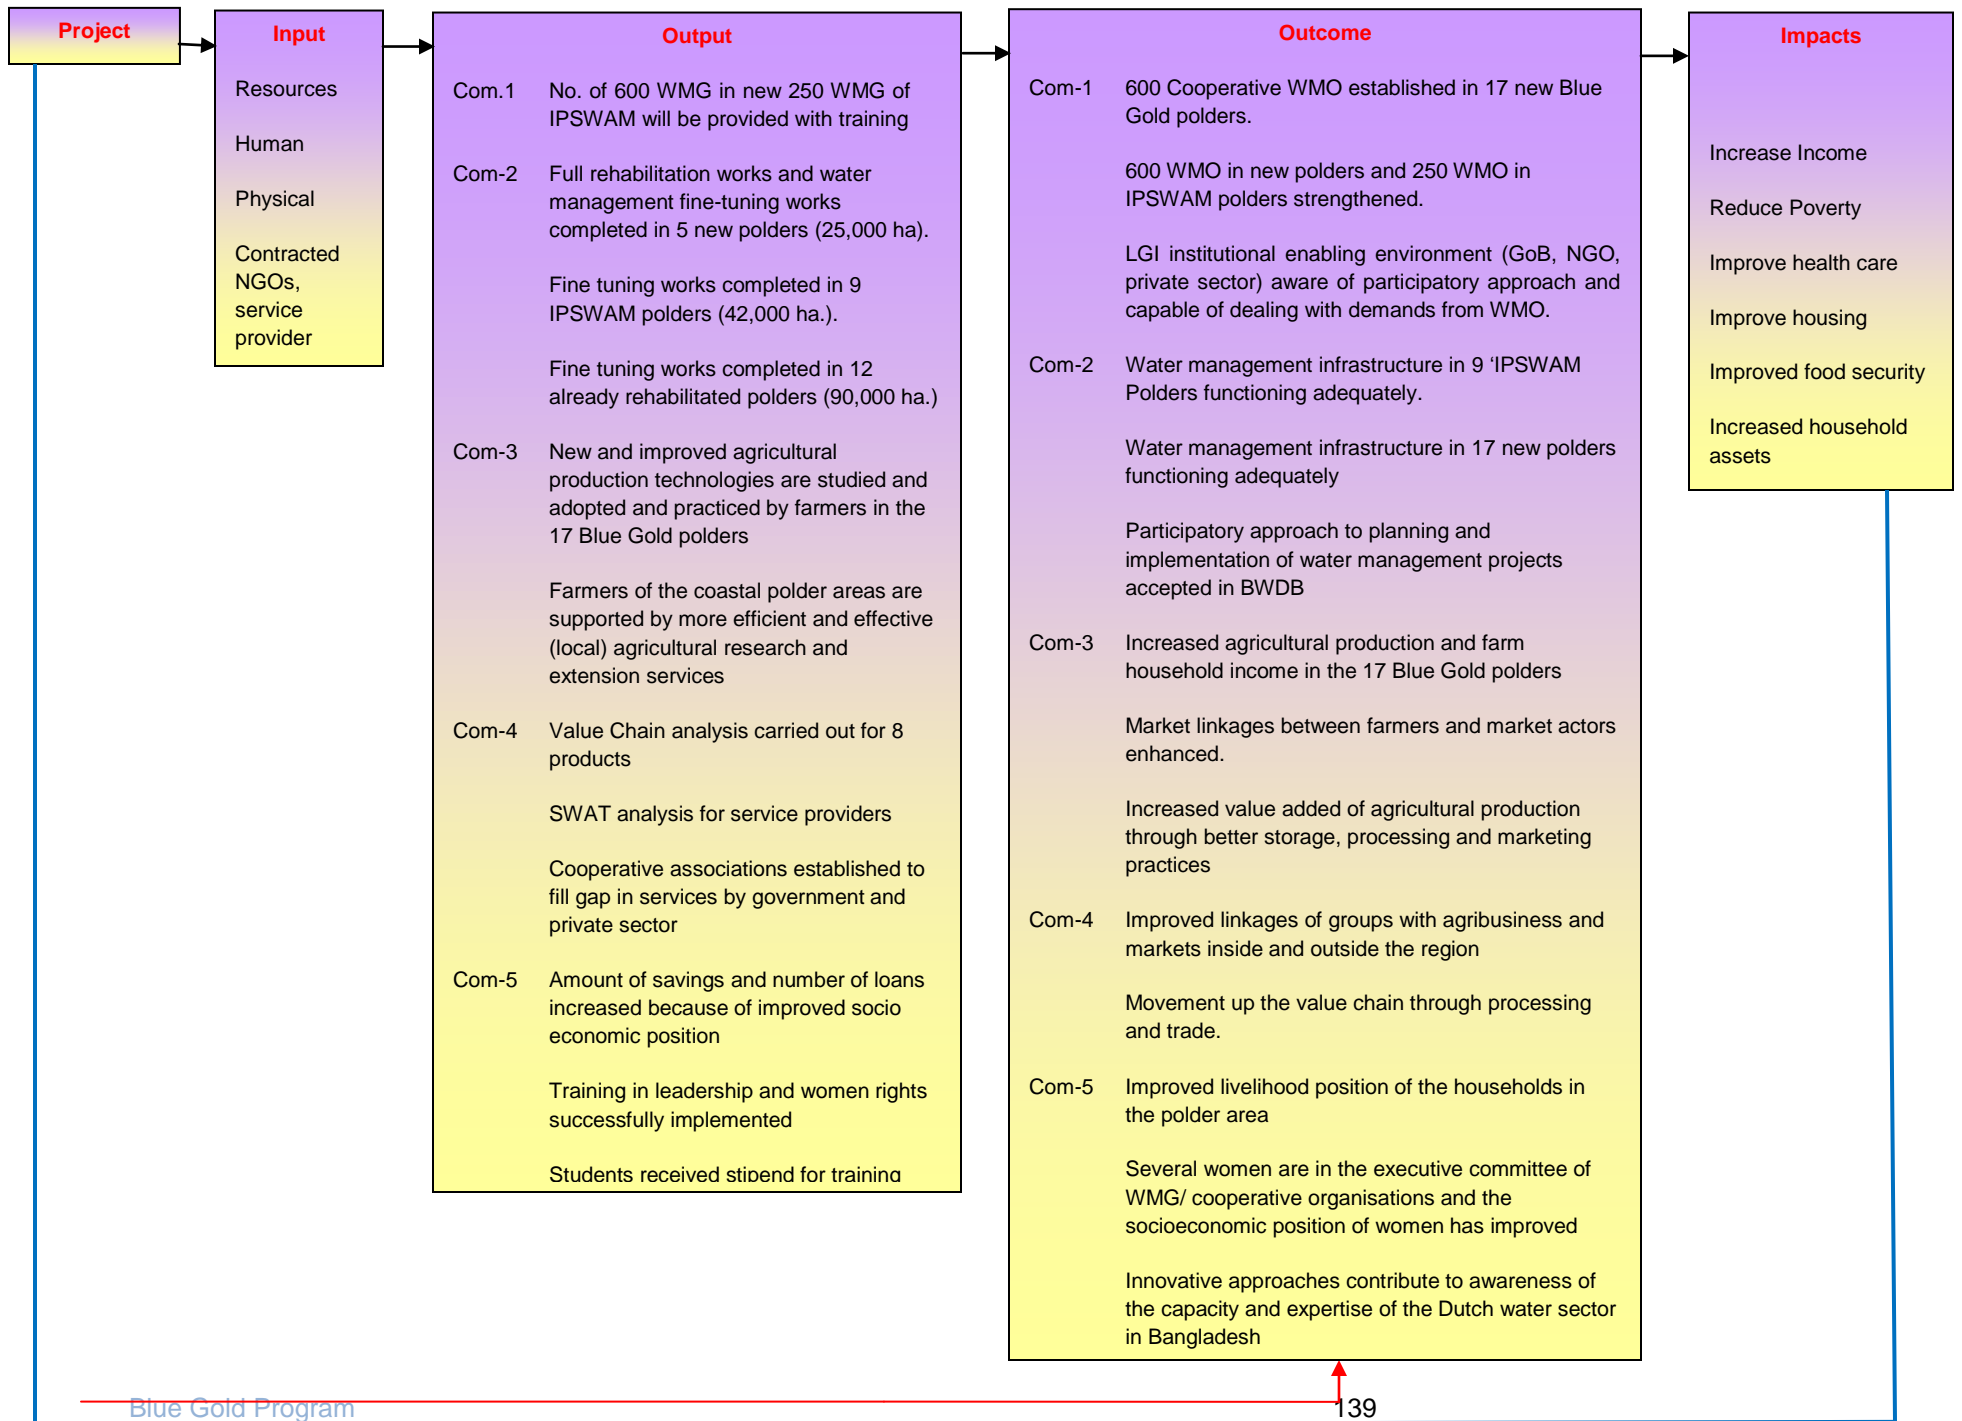 Project
Input
Resources
Human
Physical
Contracted
NGOs,
service
provider
Output
Com.1 No. of 600 WMG in new 250 WMG of
IPSWAM will be provided with training
Com-2 Full rehabilitation works and water
management fine-tuning works
completed in 5 new polders (25,000 ha).
Fine tuning works completed in 9
IPSWAM polders (42,000 ha.).
Fine tuning works completed in 12
already rehabilitated polders (90,000 ha.)
Com-3 New and improved agricultural
production technologies are studied and
adopted and practiced by farmers in the
17 Blue Gold polders
Farmers of the coastal polder areas are
supported by more efficient and effective
(local) agricultural research and
extension services
Com-4 Value Chain analysis carried out for 8
products
SWAT analysis for service providers
Cooperative associations established to
fill gap in services by government and
private sector
Com-5 Amount of savings and number of loans
increased because of improved socio
economic position
Training in leadership and women rights
successfully implemented
Students received stipend for training
Outcome
Com-1 600 Cooperative WMO established in 17 new Blue
Gold polders.
600 WMO in new polders and 250 WMO in
IPSWAM polders strengthened.
LGI institutional enabling environment (GoB, NGO,
private sector) aware of participatory approach and
capable of dealing with demands from WMO.
Com-2 Water management infrastructure in 9 ‘IPSWAM
Polders functioning adequately.
Water management infrastructure in 17 new polders
functioning adequately
Participatory approach to planning and
implementation of water management projects
accepted in BWDB
Com-3 Increased agricultural production and farm
household income in the 17 Blue Gold polders
Market linkages between farmers and market actors
enhanced.
Increased value added of agricultural production
through better storage, processing and marketing
practices
Com-4 Improved linkages of groups with agribusiness and
markets inside and outside the region
Movement up the value chain through processing
and trade.
Com-5 Improved livelihood position of the households in
the polder area
Several women are in the executive committee of
WMG/ cooperative organisations and the
socioeconomic position of women has improved
Innovative approaches contribute to awareness of
the capacity and expertise of the Dutch water sector
in Bangladesh
Impacts
Increase Income
Reduce Poverty
Improve health care
Improve housing
Improved food security
Increased household
assets
Blue Gold Program 139